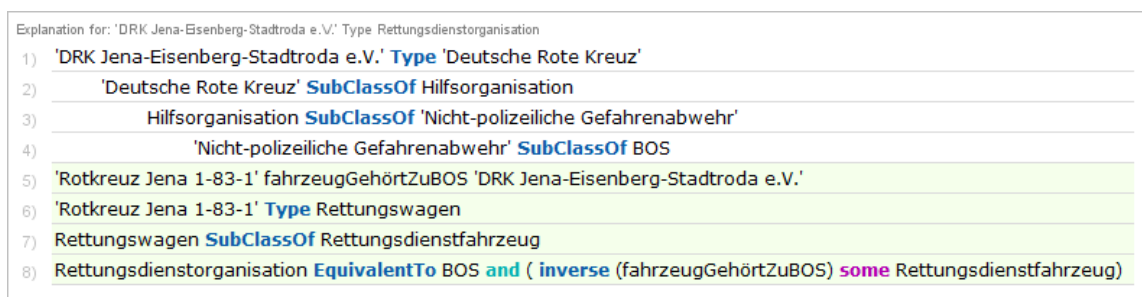 Explanation for: 'DRK Jena-Eisenberg-Stadtroda e.V.' Type Rettungsdienstorganisation
1) 'DRK Jena-Eisenberg-Stadtroda e.V.' Type 'Deutsche Rote Kreuz'
2) 'Deutsche Rote Kreuz' SubClassOf Hilfsorganisation
3) Hilfsorganisation SubClassOf 'Nicht-polizeiliche Gefahrenabwehr'
4) 'Nicht-polizeiliche Gefahrenabwehr' SubClassOf BOS
5) 'Rotkreuz Jena 1-83-1' fahrzeugGehörtZuBOS 'DRK Jena-Eisenberg-Stadtroda e.V.'
6) 'Rotkreuz Jena 1-83-1' Type Rettungswagen
7) Rettungswagen SubClassOf Rettungsdienstfahrzeug
8) Rettungsdienstorganisation EquivalentTo BOS and ( inverse (fahrzeugGehörtZuBOS) some Rettungsdienstfahrzeug)